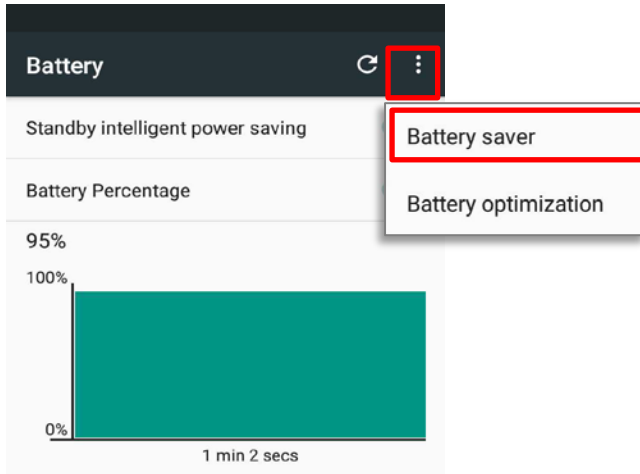 Battery
Standby intelligent power saving
Battery saver
Battery Percentage
Battery optimization
95%
100%
0%
1 min 2 secs